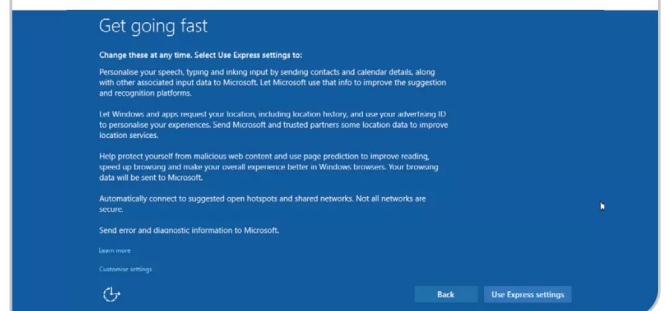 Get going fast
Change these at any time. Select Use Express settings to:
Personalise your speech, typing and inking input by sending contacts and calendar details, along
with other associated input data to Microsoft. Let Microsoft use that info to improve the suggestion
and recognition platforms.
Let Windows and apps request your location, including location history, and use your advertising ID
to personalise your experiences. Send Microsoft and trusted partners some location data to improve
location services.
Help protect yourself from malicious web content and use page prediction to improve reading,
speed up browsing and make your overall experience better in Windows browsers. Your browsing
data will be sent to Microsoft.
Automatically connect to suggested open hotspots and shared networks. Not all networks are
secure.
Send error and diagnostic information to Microsoft.
Learn more
Customise settings
Back
Use Express settings